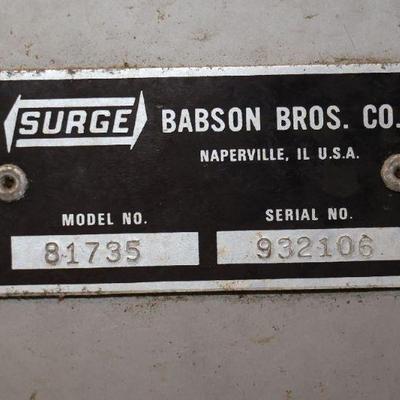 SURGE BABSON BROS. CO.
NAPERVILLE, IL U.S.A.
MODEL NO. SERIAL NO.
81735 932106